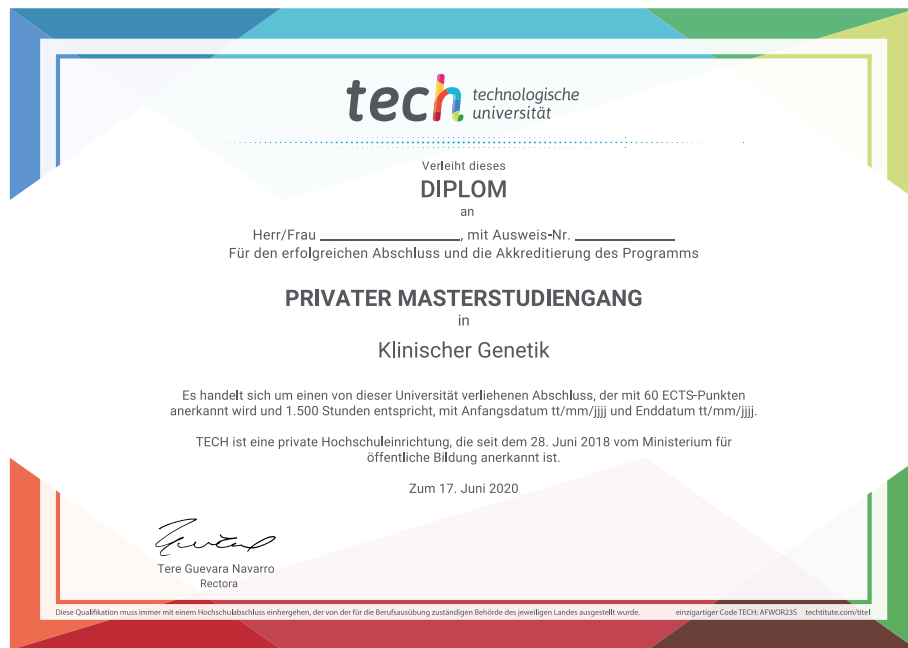 tech technologische
universität
Verleiht dieses
DIPLOM
an
Herr/Frau ________________, mit Ausweis-Nr. ____________
Für den erfolgreichen Abschluss und die Akkreditierung des Programms
PRIVATER MASTERSTUDIENGANG
in
Klinischer Genetik
Es handelt sich um einen von dieser Universität verliehenen Abschluss, der mit 60 ECTS-Punkten
anerkannt wird und 1.500 Stunden entspricht, mit Anfangsdatum tt/mm/jjjj und Enddatum tt/mm/jjjj.
TECH ist eine private Hochschuleinrichtung, die seit dem 28. Juni 2018 vom Ministerium für
öffentliche Bildung anerkannt ist.
Zum 17. Juni 2020
Tere Guevara Navarro
Rectora
Diese Qualifikation muss immer mit einem Hochschulabschluss einhergehen, der von der für die Berufsausübung zuständigen Behörde des jeweiligen Landes ausgestellt wurde. einzigartiger Code TECH: AFWOR23S techtitute.com/titel